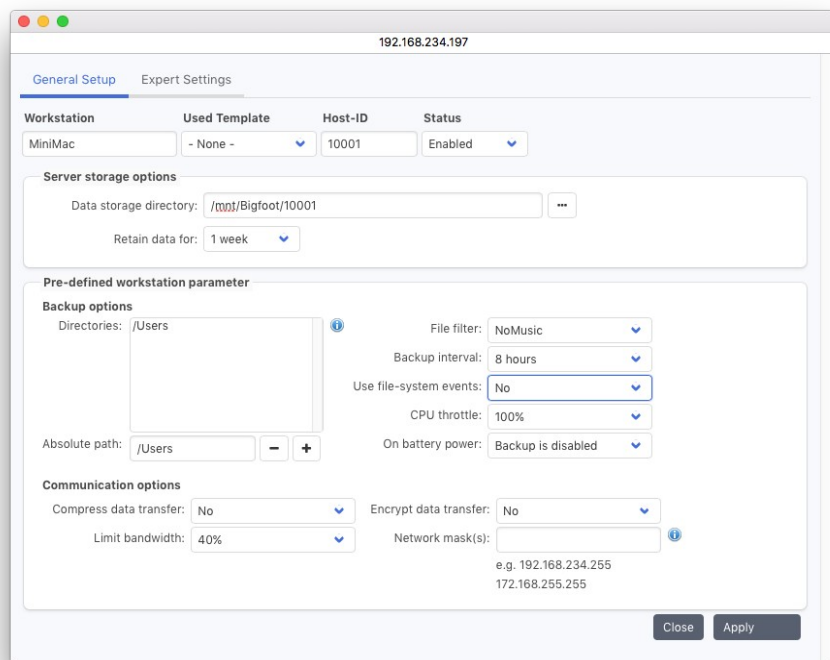 192.168.234.197
General Setup Expert Settings
Workstation Used Template Host-ID Status
MiniMac - None - 10001 Enabled
Server storage options
Data storage directory: /mnt/Bigfoot/10001 ...
Retain data for: 1 week
Pre-defined workstation parameter
Backup options
Directories: /Users
File filter: NoMusic
Backup interval: 8 hours
Use file-system events: No
CPU throttle: 100%
Absolute path: /Users - +
On battery power: Backup is disabled
Communication options
Compress data transfer: No Encrypt data transfer: No
Limit bandwidth: 40% Network mask(s):
e.g. 192.168.234.255
172.168.255.255
Close Apply